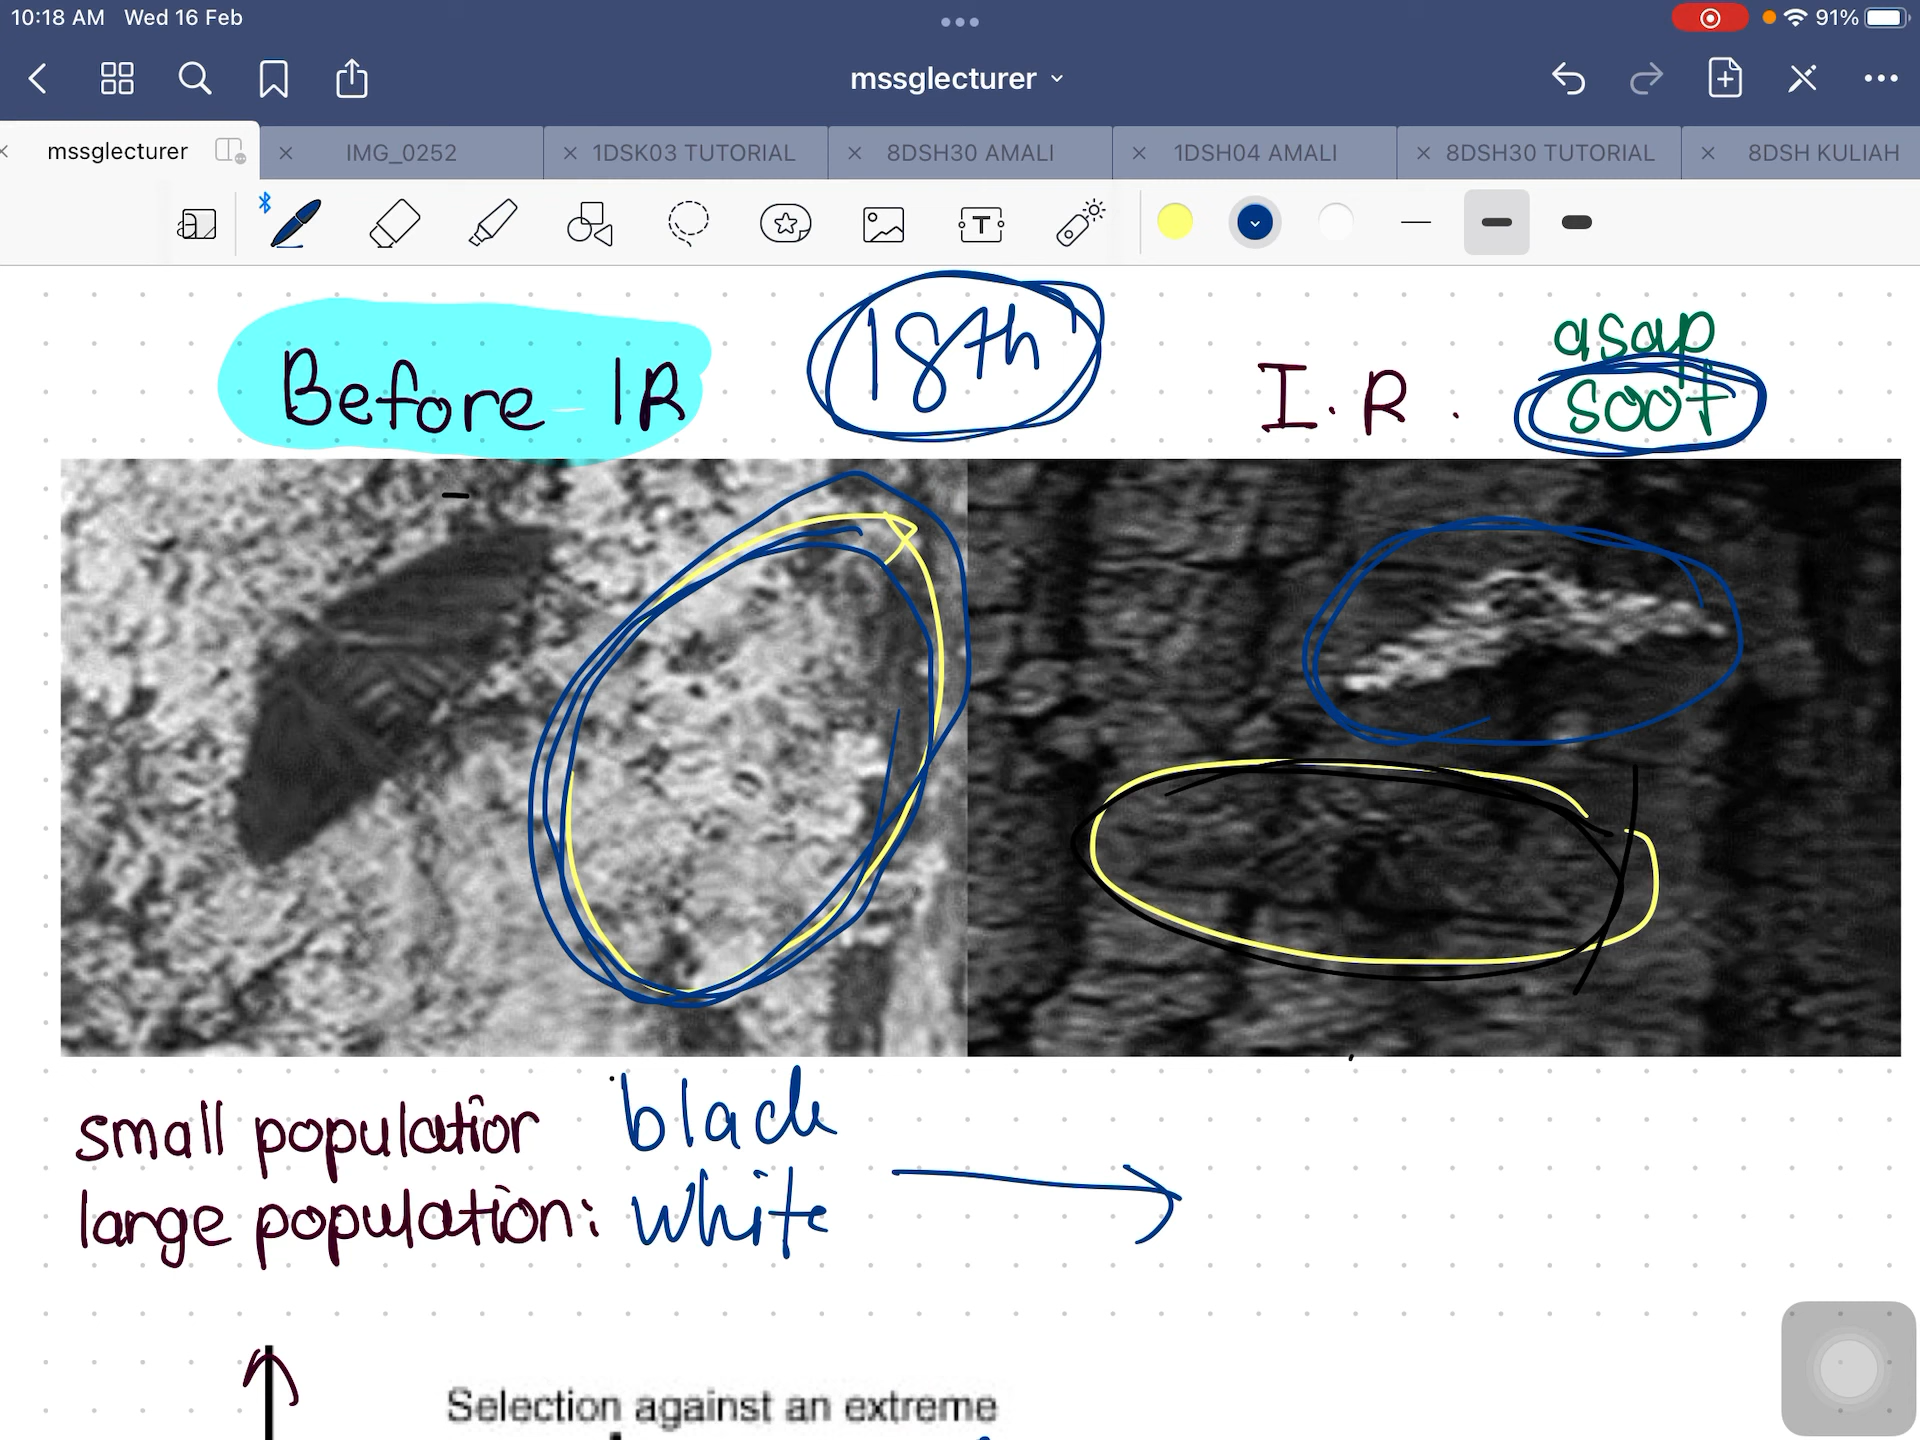 10:18 AM Wed 16 Feb
91%
mssglecturer
mssglecturer
IMG_0252
1DSK03 TUTORIAL
8DSH30 AMALI
1DSH04 AMALI
8DSH30 TUTORIAL
8DSH KULIAH
Before IR
18th
I.R.
asap
soot
small population black
large population: white
Selection against an extreme